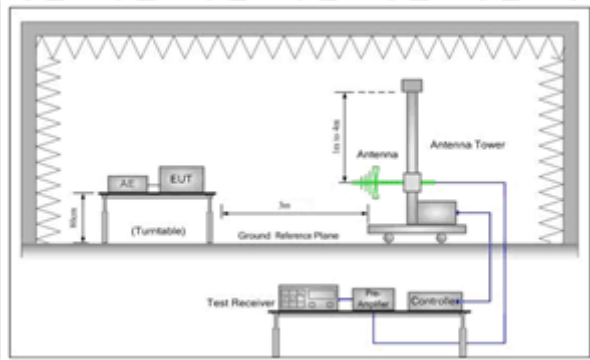 1m to 4m
Antenna
Antenna Tower
AE
EUT
80cm
(Turntable)
3m
Ground Reference Plane
Test Receiver
Pre-
Amplifier
Controller